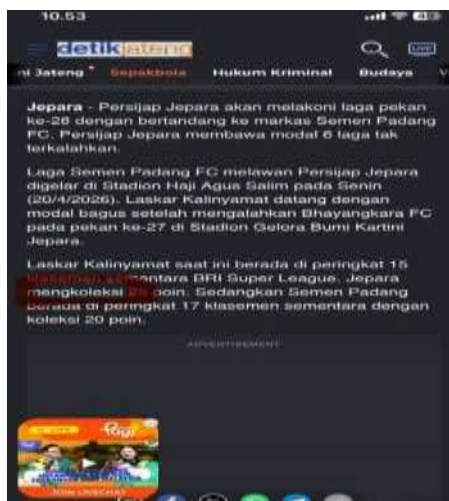 10.53
detikjateng
LIVE
ni Jateng Sepakbola Hukum Kriminal Budaya
Jepara - Persijap Jepara akan melakoni laga pekan
ke-28 dengan bertandang ke markas Semen Padang
FC. Persijap Jepara membawa modal 6 laga tak
terkalahkan.
Laga Semen Padang FC melawan Persijap Jepara
digelar di Stadion Haji Agus Salim pada Senin
(20/4/2026). Laskar Kalinyamat datang dengan
modal bagus setelah mengalahkan Bhayangkara FC
pada pekan ke-27 di Stadion Gelora Bumi Kartini
Jepara.
Laskar Kalinyamat saat ini berada di peringkat 15
klasemen sementara BRI Super League. Jepara
mengkoleksi poin. Sedangkan Semen Padang
berada di peringkat 17 klasemen sementara dengan
koleksi 20 poin.
ADVERTISEMENT
JOIN LIVECHAT